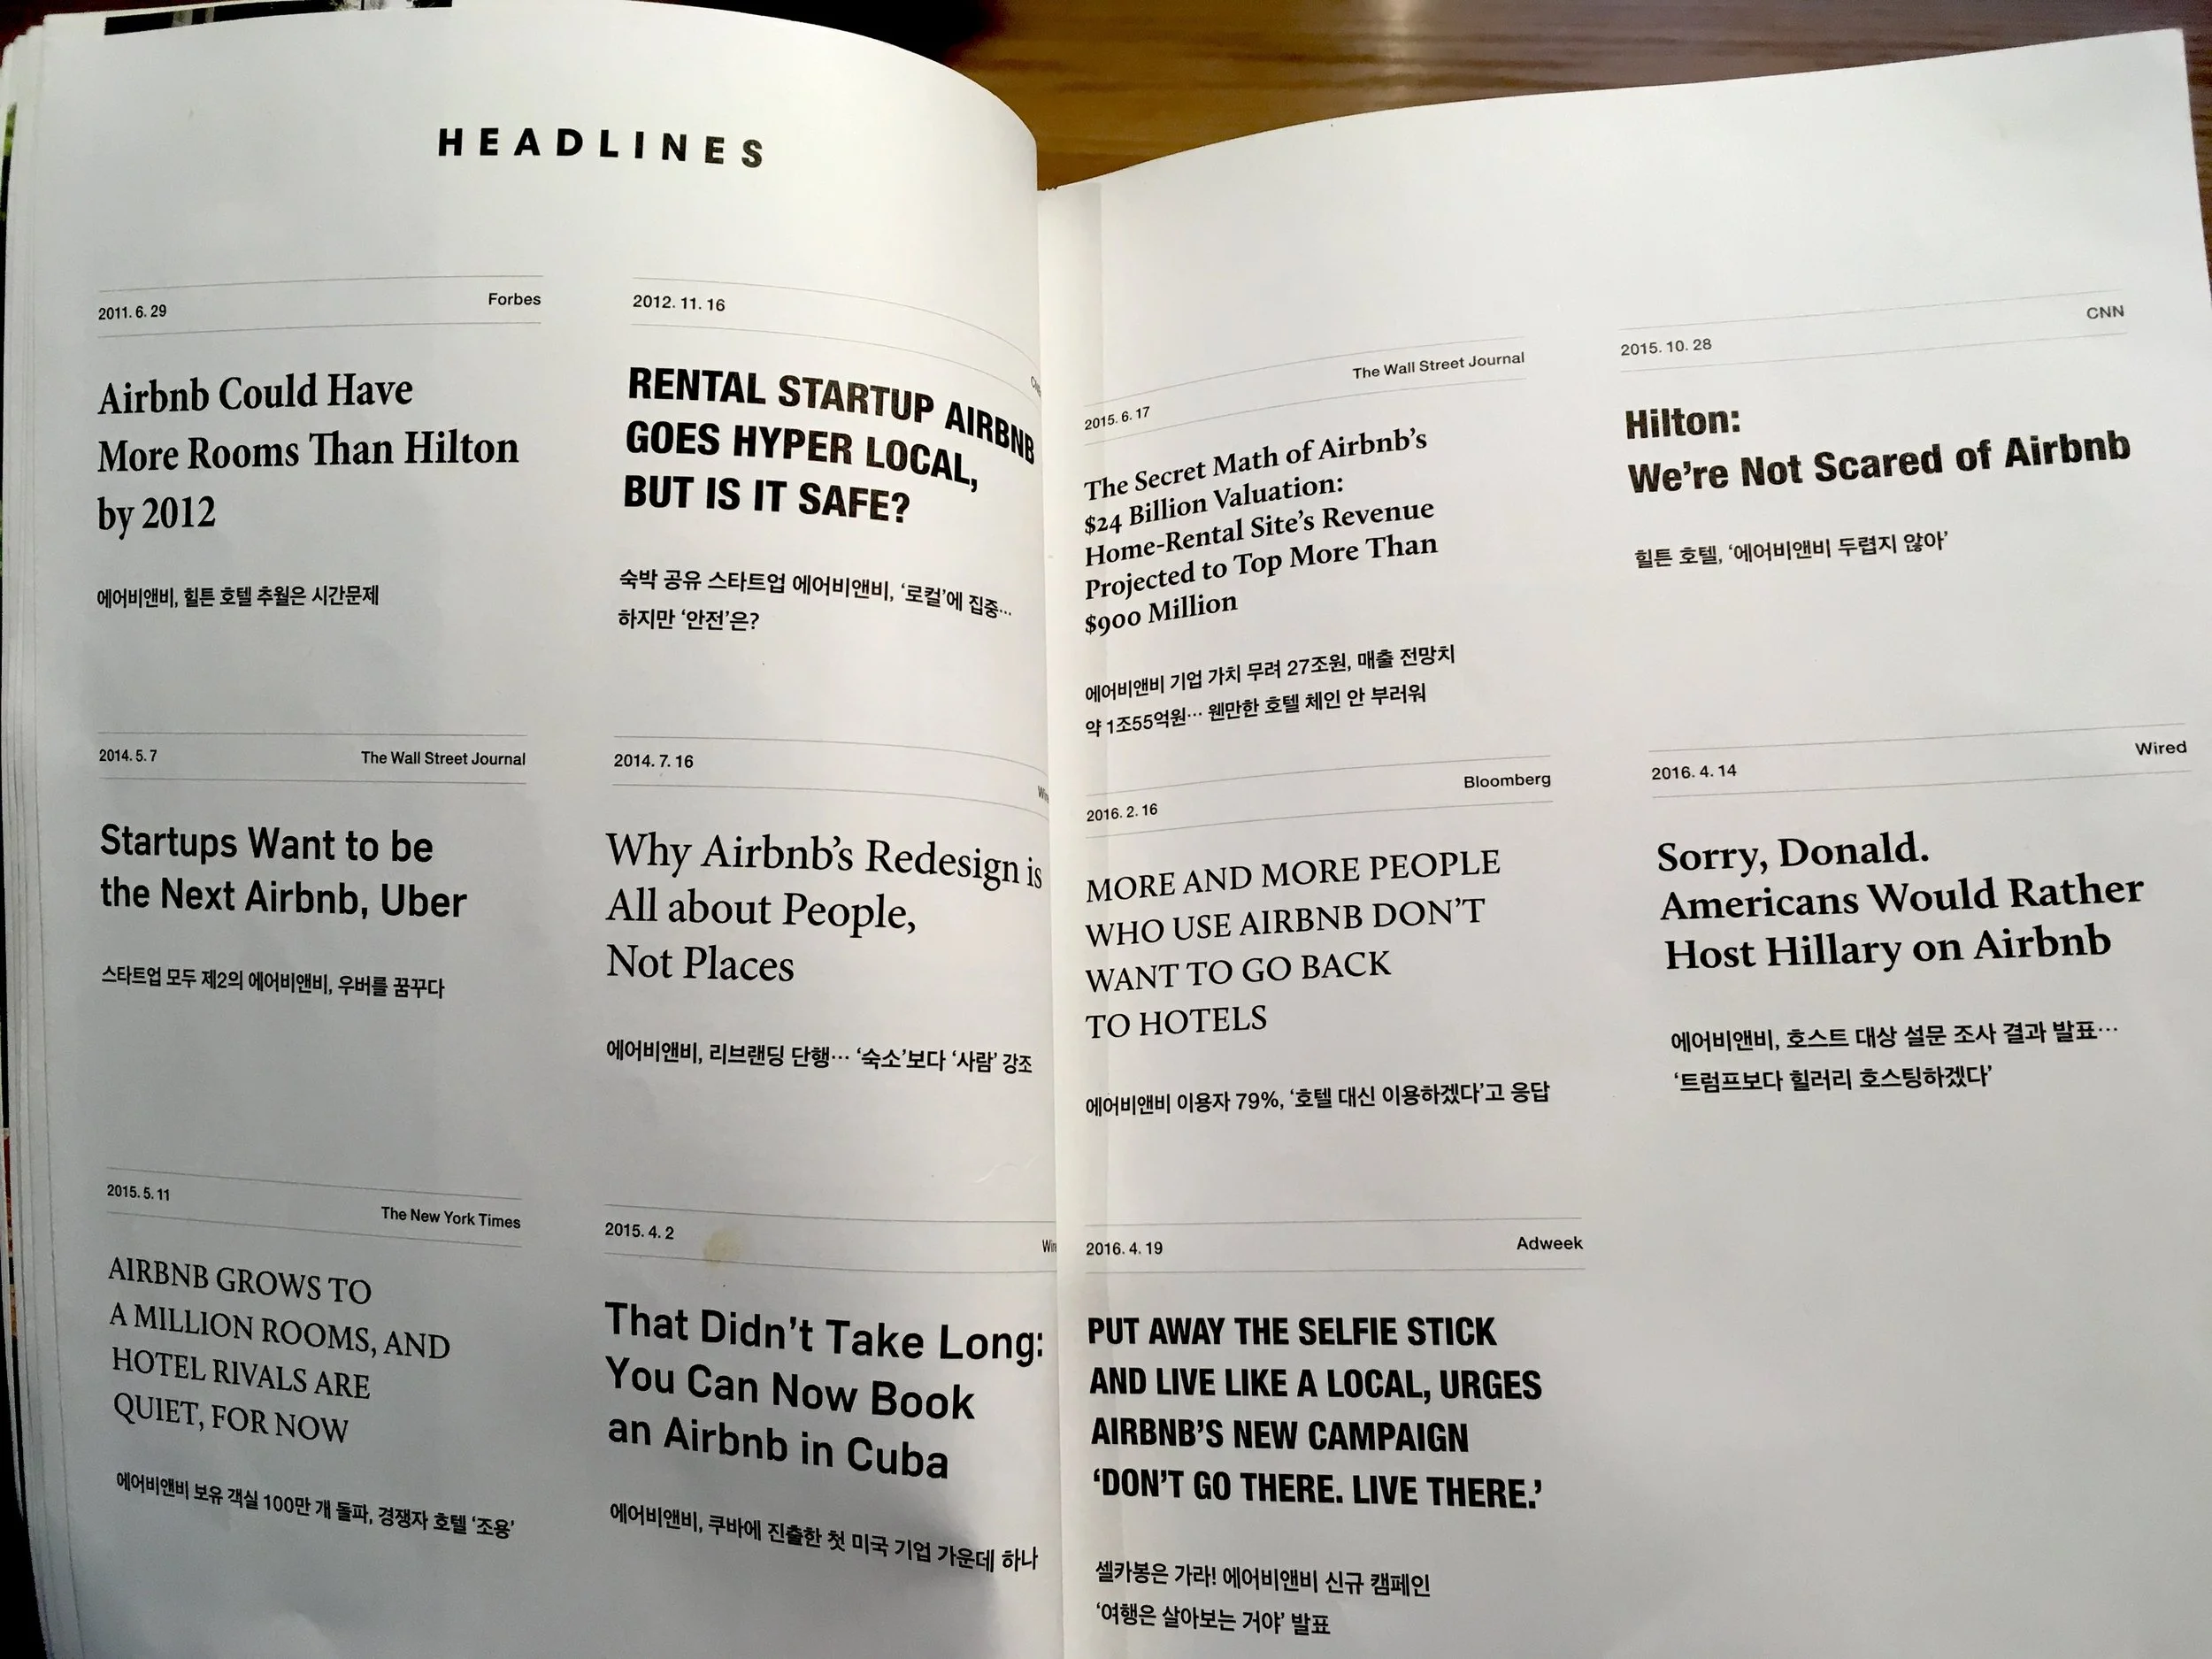 HEADLINES
2011. 6. 29
Forbes
Airbnb Could Have
More Rooms Than Hilton
by 2012
에어비앤비, 힐튼 호텔 추월은 시간문제
2012. 11. 16
RENTAL STARTUP AIRBNB
GOES HYPER LOCAL,
BUT IS IT SAFE?
숙박 공유 스타트업 에어비앤비, ‘로컬’에 집중…
하지만 ‘안전’은?
2014. 5. 7
The Wall Street Journal
Startups Want to be
the Next Airbnb, Uber
스타트업 모두 제2의 에어비앤비, 우버를 꿈꾸다
2014. 7. 16
Why Airbnb’s Redesign is
All about People,
Not Places
에어비앤비, 리브랜딩 단행… ‘숙소’보다 ‘사람’ 강조
2015. 5. 11
The New York Times
AIRBNB GROWS TO
A MILLION ROOMS, AND
HOTEL RIVALS ARE
QUIET, FOR NOW
에어비앤비 보유 객실 100만 개 돌파, 경쟁자 호텔 ‘조용’
2015. 4. 2
That Didn’t Take Long:
You Can Now Book
an Airbnb in Cuba
에어비앤비, 쿠바에 진출한 첫 미국 기업 가운데 하나
2015. 6. 17
The Wall Street Journal
The Secret Math of Airbnb’s
$24 Billion Valuation:
Home-Rental Site’s Revenue
Projected to Top More Than
$900 Million
에어비앤비 기업 가치 무려 27조원, 매출 전망치
약 1조55억원… 웬만한 호텔 체인 안 부러워
2015. 10. 28
CNN
Hilton:
We’re Not Scared of Airbnb
힐튼 호텔, ‘에어비앤비 두렵지 않아’
2016. 2. 16
Bloomberg
MORE AND MORE PEOPLE
WHO USE AIRBNB DON’T
WANT TO GO BACK
TO HOTELS
에어비앤비 이용자 79%, ‘호텔 대신 이용하겠다’고 응답
2016. 4. 14
Wired
Sorry, Donald.
Americans Would Rather
Host Hillary on Airbnb
에어비앤비, 호스트 대상 설문 조사 결과 발표…
‘트럼프보다 힐러리 호스팅하겠다’
2016. 4. 19
Adweek
PUT AWAY THE SELFIE STICK
AND LIVE LIKE A LOCAL, URGES
AIRBNB’S NEW CAMPAIGN
‘DON’T GO THERE. LIVE THERE.’
셀카봉은 가라! 에어비앤비 신규 캠페인
‘여행은 살아보는 거야’ 발표